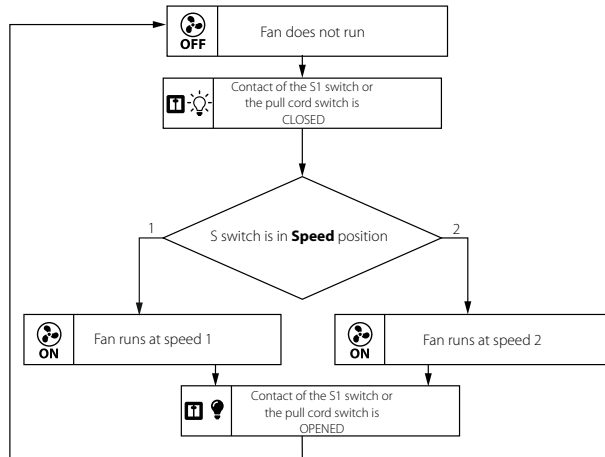 OFF
Fan does not run
Contact of the S1 switch or
the pull cord switch is
CLOSED
1
S switch is in Speed position
2
ON
Fan runs at speed 1
ON
Fan runs at speed 2
Contact of the S1 switch or
the pull cord switch is
OPENED